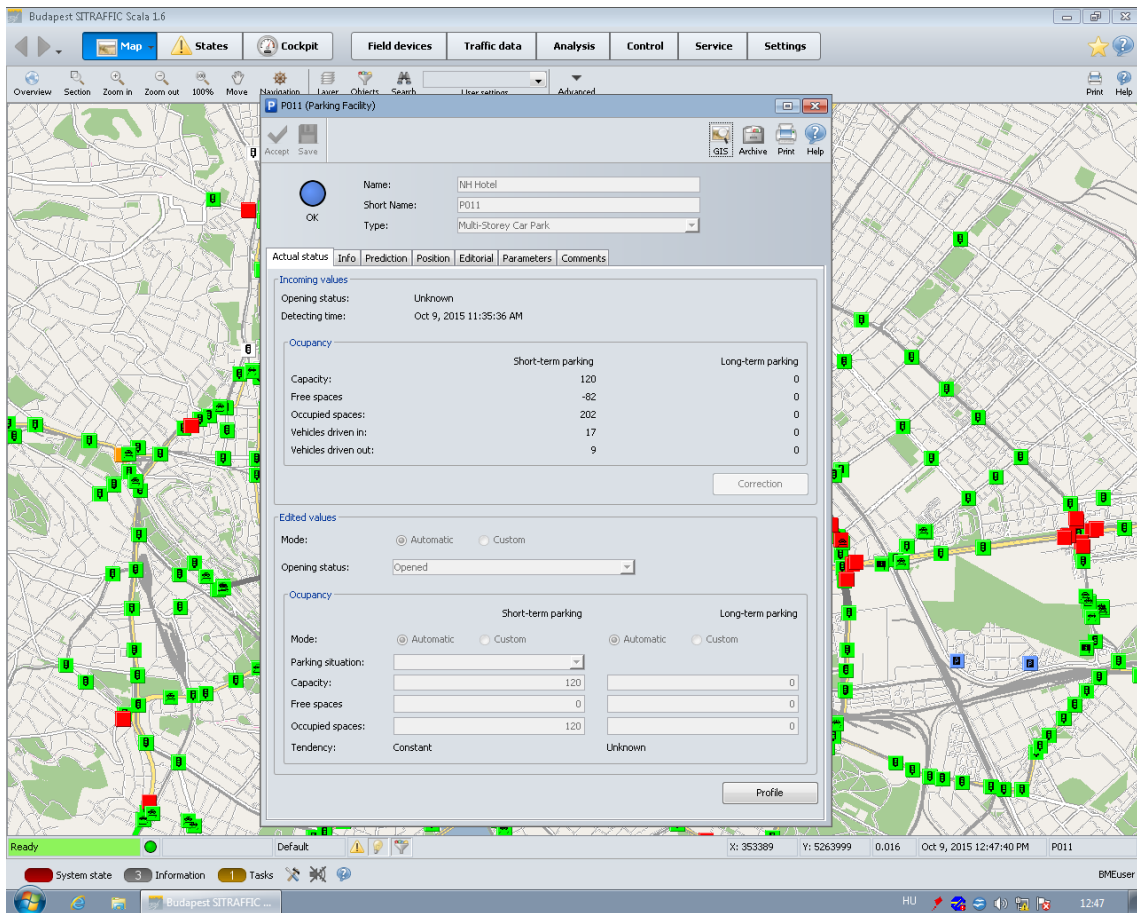 Budapest SITRAFFIC Scala 1.6
Map States Cockpit Field devices Traffic data Analysis Control Service Settings
Overview Section Zoom in Zoom out 100% Move Navigation Layer Objects Search User settings Advanced Print Help
P011 (Parking Facility)
Accept Save GIS Archive Print Help
OK
Name: NH Hotel
Short Name: P011
Type: Multi-Storey Car Park
Actual status Info Prediction Position Editorial Parameters Comments
Incoming values
Opening status: Unknown
Detecting time: Oct 9, 2015 11:35:36 AM
Ocupancy
Short-term parking Long-term parking
Capacity: 120 0
Free spaces -82 0
Occupied spaces: 202 0
Vehicles driven in: 17 0
Vehicles driven out: 9 0
Correction
Edited values
Mode: Automatic Custom
Opening status: Opened
Ocupancy
Short-term parking Long-term parking
Mode: Automatic Custom Automatic Custom
Parking situation:
Capacity: 120 0
Free spaces 0 0
Occupied spaces: 120 0
Tendency: Constant Unknown
Profile
Ready Default X: 353389 Y: 5263999 0.016 Oct 9, 2015 12:47:40 PM P011
System state 3 Information 1 Tasks BMEuser
Budapest SITRAFFIC ... HU 12:47